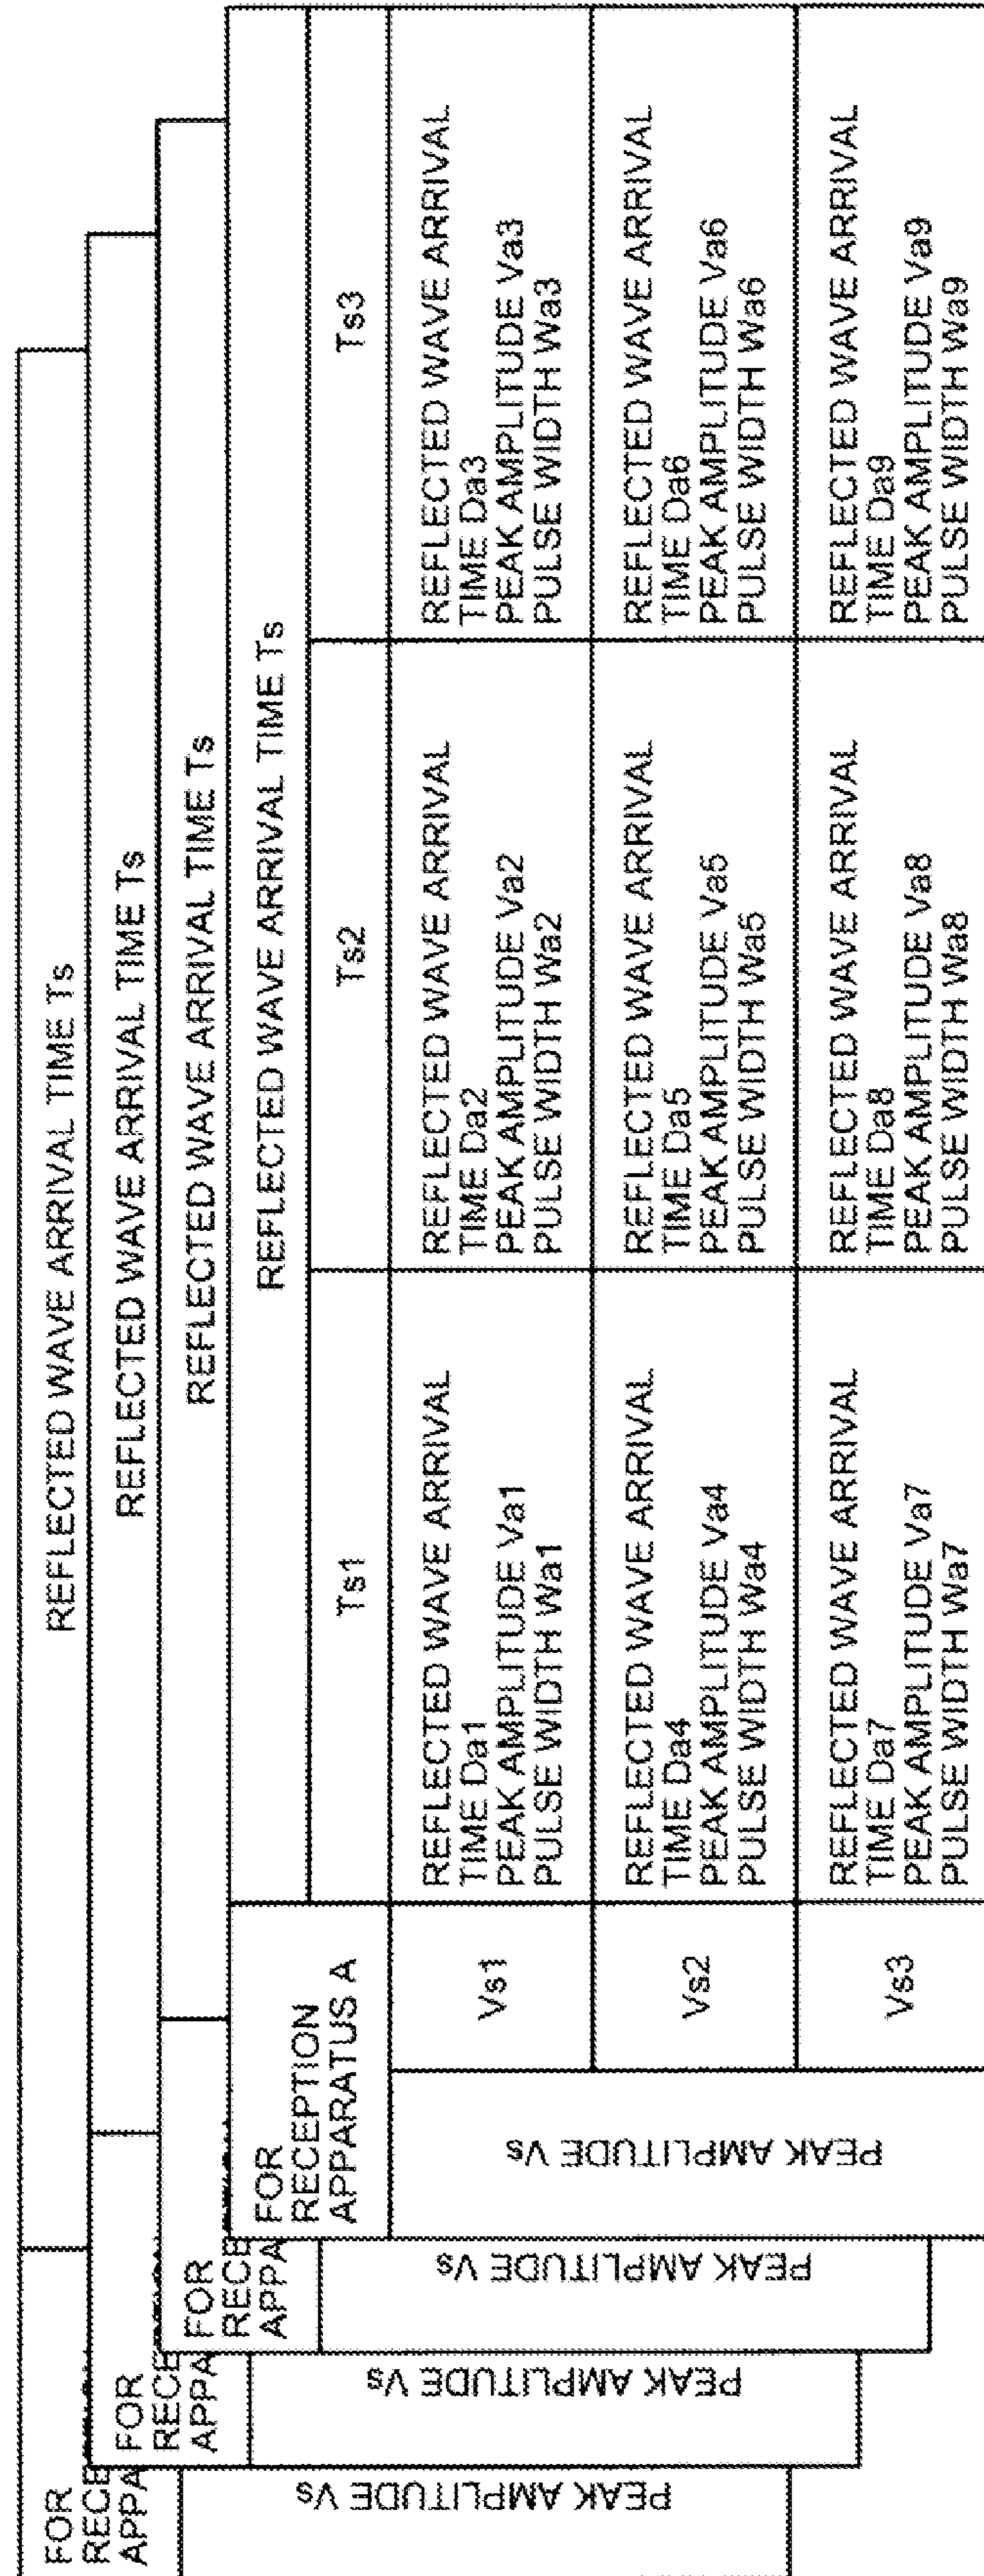 REFLECTED WAVE ARRIVAL TIME Ts
FOR
RECE
APPA
PEAK AMPLITUDE Vs
REFLECTED WAVE ARRIVAL TIME Ts
FOR
RECE
APPA
PEAK AMPLITUDE Vs
REFLECTED WAVE ARRIVAL TIME Ts
FOR
RECE
APPA
PEAK AMPLITUDE Vs
FOR
RECEPTION
APPARATUS A
REFLECTED WAVE ARRIVAL TIME Ts
Ts1
Ts2
Ts3
PEAK AMPLITUDE Vs
Vs1
REFLECTED WAVE ARRIVAL
TIME Da1
PEAK AMPLITUDE Va1
PULSE WIDTH Wa1
REFLECTED WAVE ARRIVAL
TIME Da2
PEAK AMPLITUDE Va2
PULSE WIDTH Wa2
REFLECTED WAVE ARRIVAL
TIME Da3
PEAK AMPLITUDE Va3
PULSE WIDTH Wa3
Vs2
REFLECTED WAVE ARRIVAL
TIME Da4
PEAK AMPLITUDE Va4
PULSE WIDTH Wa4
REFLECTED WAVE ARRIVAL
TIME Da5
PEAK AMPLITUDE Va5
PULSE WIDTH Wa5
REFLECTED WAVE ARRIVAL
TIME Da6
PEAK AMPLITUDE Va6
PULSE WIDTH Wa6
Vs3
REFLECTED WAVE ARRIVAL
TIME Da7
PEAK AMPLITUDE Va7
PULSE WIDTH Wa7
REFLECTED WAVE ARRIVAL
TIME Da8
PEAK AMPLITUDE Va8
PULSE WIDTH Wa8
REFLECTED WAVE ARRIVAL
TIME Da9
PEAK AMPLITUDE Va9
PULSE WIDTH Wa9